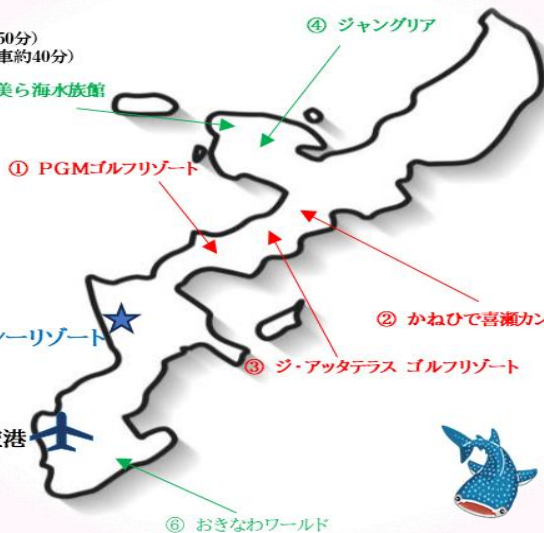 50分）
車約40分）
④ ジャングリア
美ら海水族館
① PGMゴルフリゾート
② かねひで喜瀬カン
シーリゾート
③ ジ・アッタテラス ゴルフリゾート
港
⑥ おきなわワールド